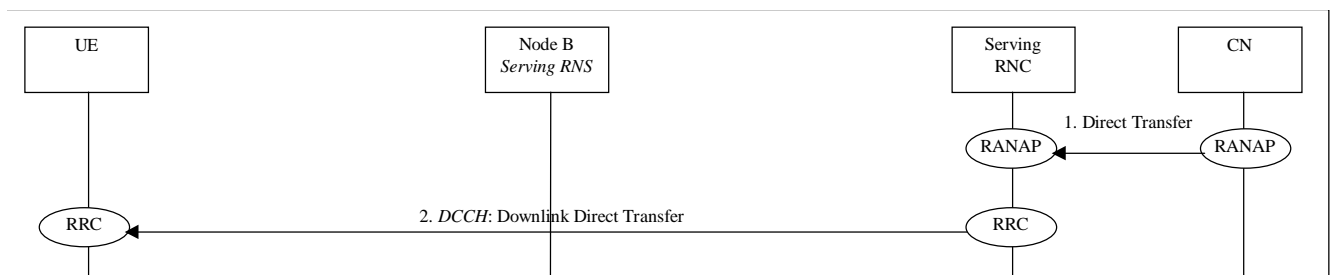 UE
Node B
Serving RNS
Serving
RNC
CN
1. Direct Transfer
RANAP
RANAP
2. DCCH: Downlink Direct Transfer
RRC
RRC